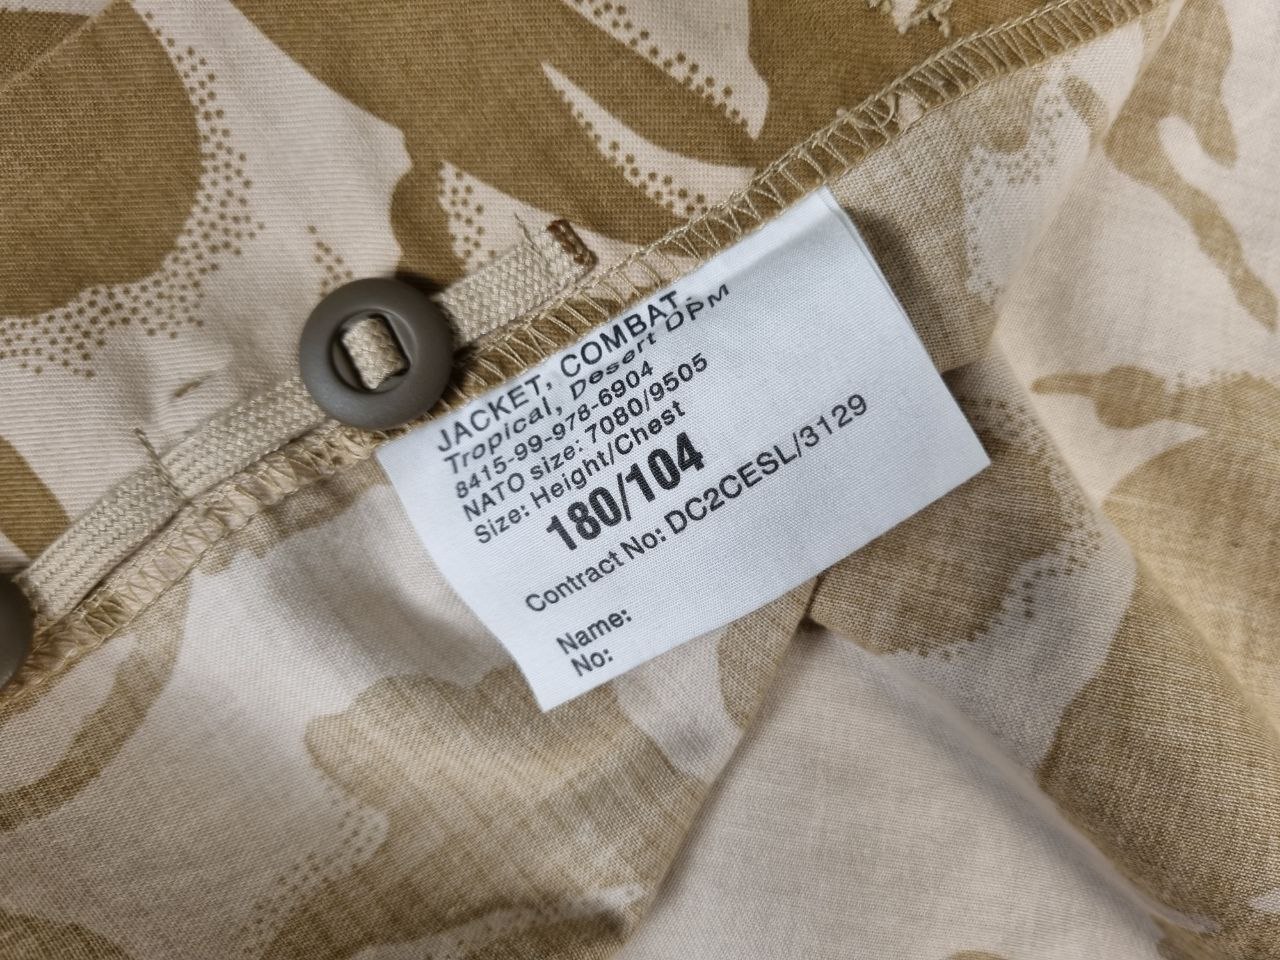 JACKET, COMBAT,
Tropical, Desert DPM
8415-99-978-6904
NATO size: 7080/9505
Size: Height/Chest
180/104
Contract No: DC2CESL/3129
Name:
No: